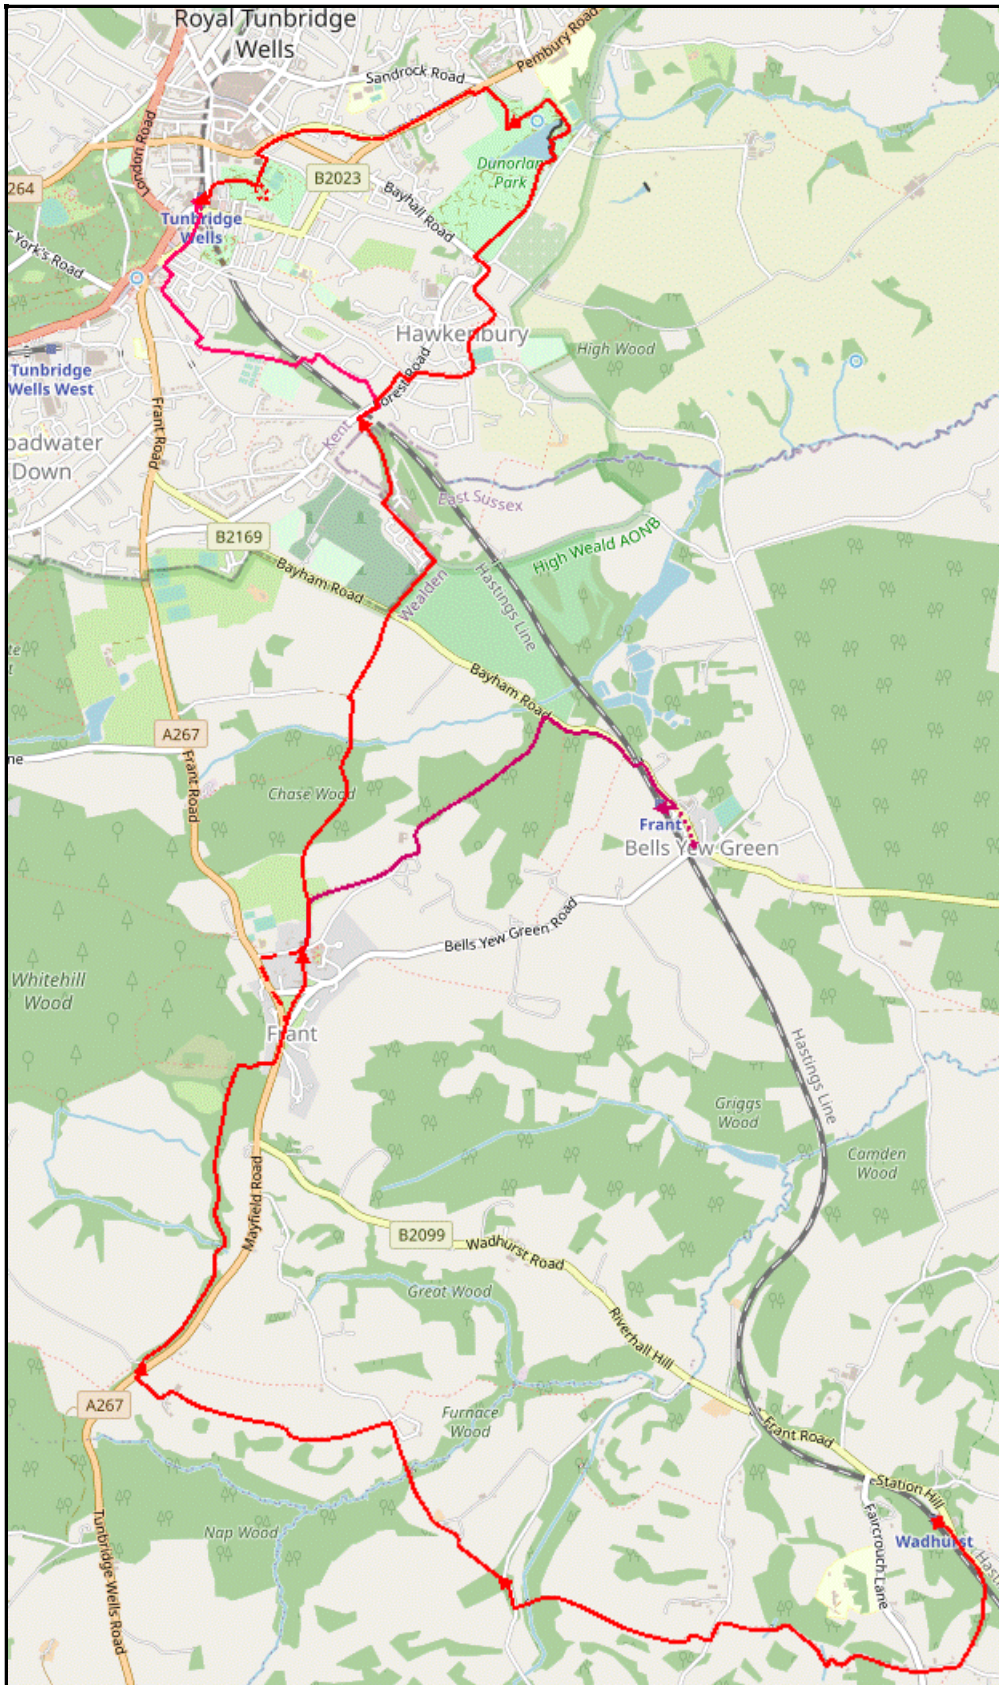 Royal Tunbridge
Wells
Pembury Road
Sandrock Road
London Road
264
B2023
Dunorlan
Park
Bayhall Road
Tunbridge
Wells
York's Road
Hawkenbury
High Wood
Tunbridge
Wells West
Forest Road
Frant Road
Kent
oadwater
Down
East Sussex
B2169
High Weald AONB
Bayham Road
Wealden
Hastings Line
Bayham Road
A267
ne
Frant Road
Chase Wood
Frant
Bells Yew Green
Bells Yew Green Road
Whitehill
Wood
Frant
Hastings Line
Griggs
Wood
Camden
Wood
Mayfield Road
B2099
Wadhurst Road
Great Wood
Riverhall Hill
A267
Furnace
Wood
Frant Road
Station Hill
Nap Wood
Faircrouch Lane
Wadhurst
Tunbridge Wells Road